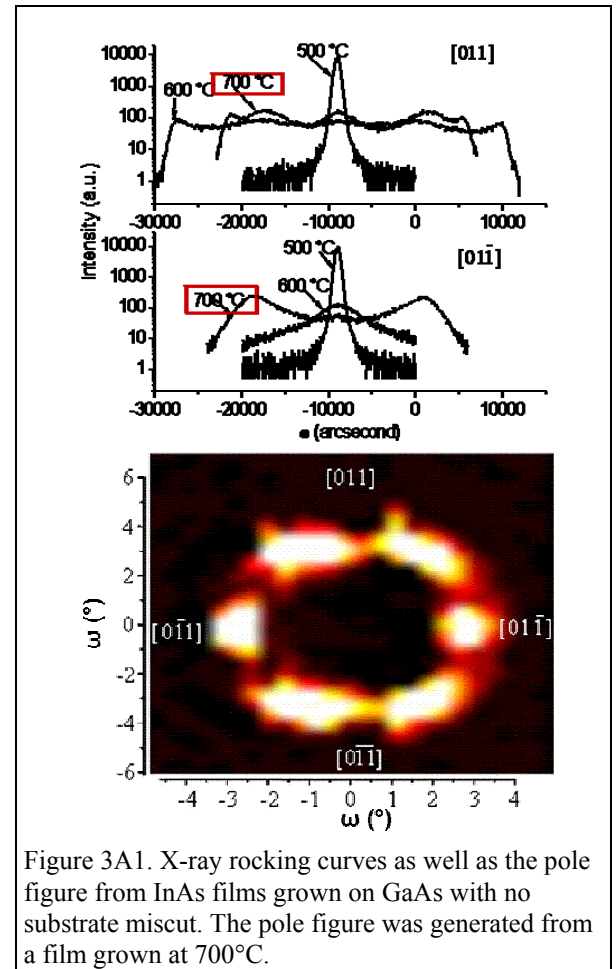 10000
1000
100
10
1
500 °C
700 °C
600 °C
[011]
-30000 -20000 -10000 0 10000
Intensity (a.u.)
10000
1000
100
10
1
500 °C
600 °C
700 °C
[011̄]
-30000 -20000 -10000 0 10000
ω (arcsecond)
6
4
2
0
-2
-4
-6
ω (°)
[011]
[01̄1]
[011̄]
[01̄1̄]
-4 -3 -2 -1 0 1 2 3 4
ω (°)
Figure 3A1. X-ray rocking curves as well as the pole
figure from InAs films grown on GaAs with no
substrate miscut. The pole figure was generated from
a film grown at 700°C.